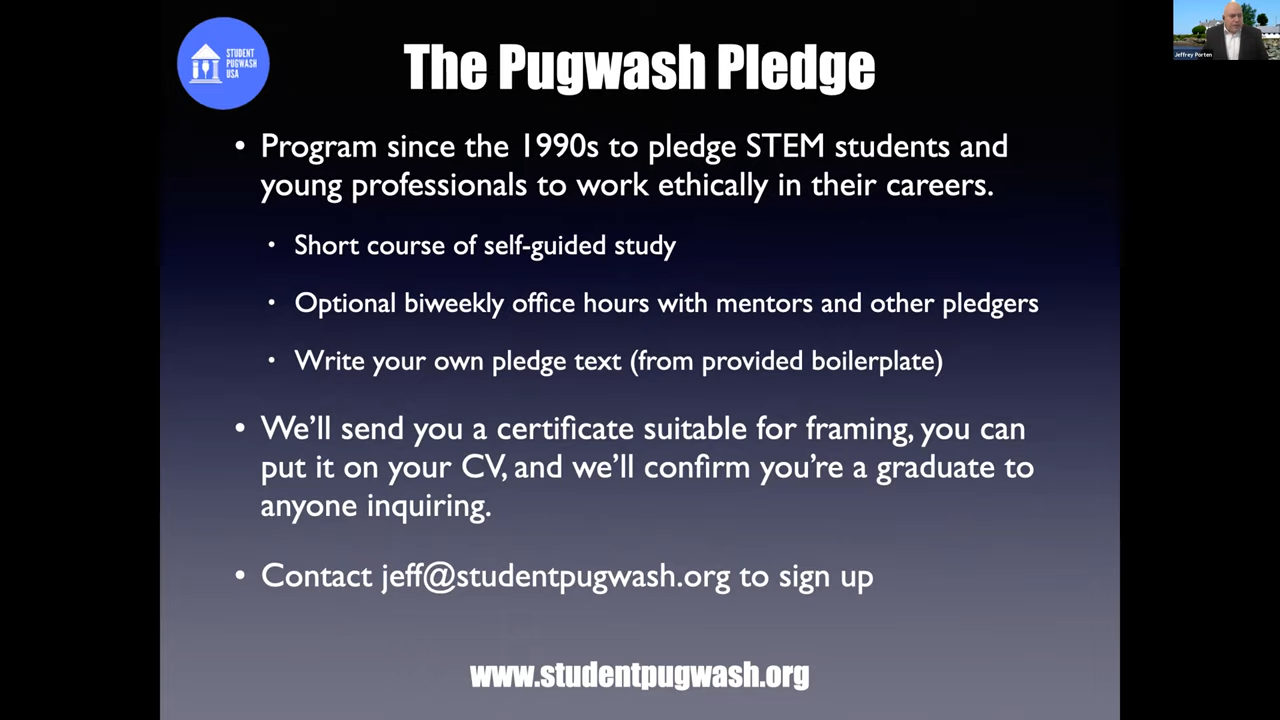 STUDENT
PUGWASH
USA
The Pugwash Pledge
Jeffrey Porten
• Program since the 1990s to pledge STEM students and
young professionals to work ethically in their careers.
• Short course of self-guided study
• Optional biweekly office hours with mentors and other pledgers
• Write your own pledge text (from provided boilerplate)
• We’ll send you a certificate suitable for framing, you can
put it on your CV, and we’ll confirm you’re a graduate to
anyone inquiring.
• Contact jeff@studentpugwash.org to sign up
www.studentpugwash.org